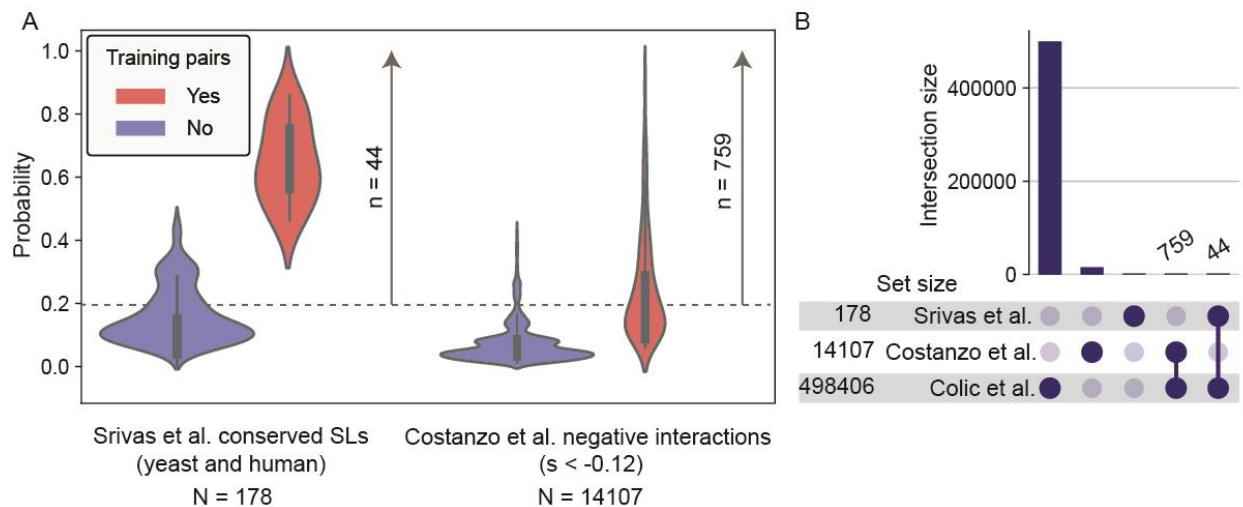 A
Training pairs
Yes
No
Probability
1.0
0.8
0.6
0.4
0.2
0.0
n = 44
n = 759
Srivas et al. conserved SLs
(yeast and human)
N = 178
Costanzo et al. negative interactions
(s < -0.12)
N = 14107
B
Intersection size
400000
200000
0
759
44
Set size
178 Srivas et al.
14107 Costanzo et al.
498406 Colic et al.